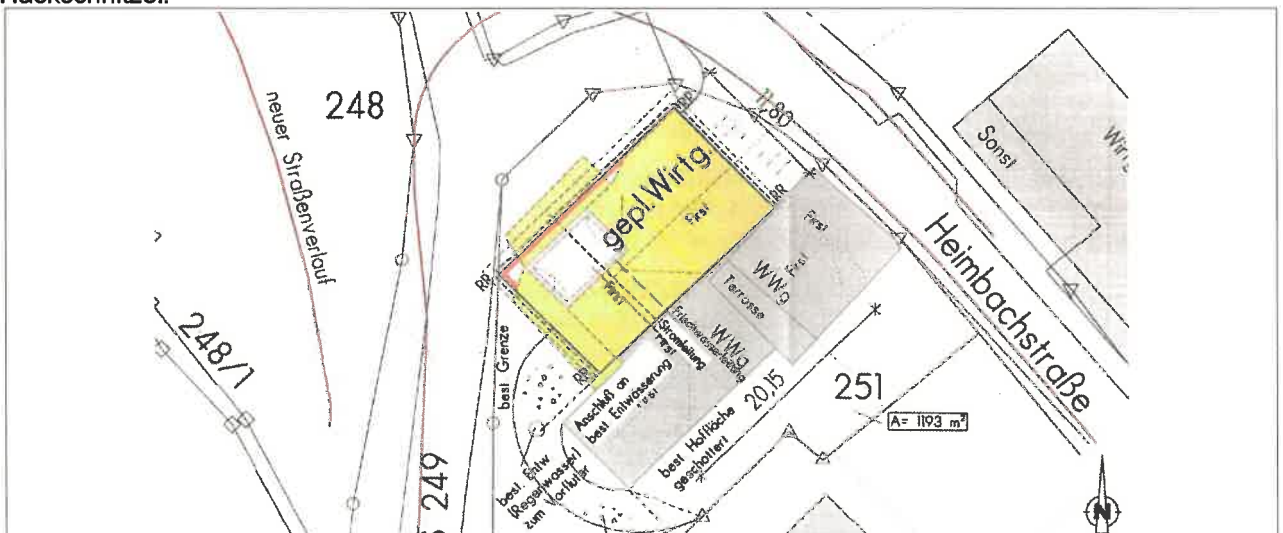 248
neuer Straßenverlauf
248/1
249
best Grenze
RR
RR
RR
RR
gepl.Wirtg.
First
First
11,80
Sonst
Heimbachstraße
First
First
WWg
Terrasse
WWg
Frischwasserleitung
(Stromleitung
First
Anschluß an
best Entwässerung
best. Entw
(Regenwasser)
zum Vorfluter
best Hoffläche
geschottert
20,15
251
A= 1193 m²
N